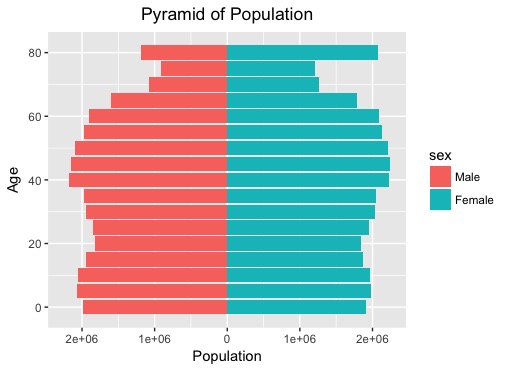 Pyramid of Population
80
60
40
20
0
Age
2e+06
1e+06
0
1e+06
2e+06
Population
sex
Male
Female